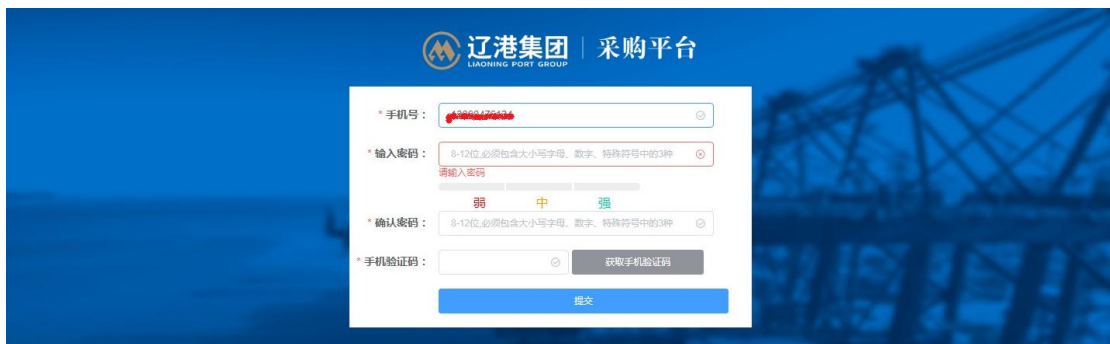 辽港集团 采购平台
LIAONING PORT GROUP
* 手机号：
* 输入密码： 8-12位,必须包含大小写字母、数字、特殊符号中的3种
请输入密码
弱 中 强
* 确认密码： 8-12位,必须包含大小写字母、数字、特殊符号中的3种
* 手机验证码： 获取手机验证码
提交